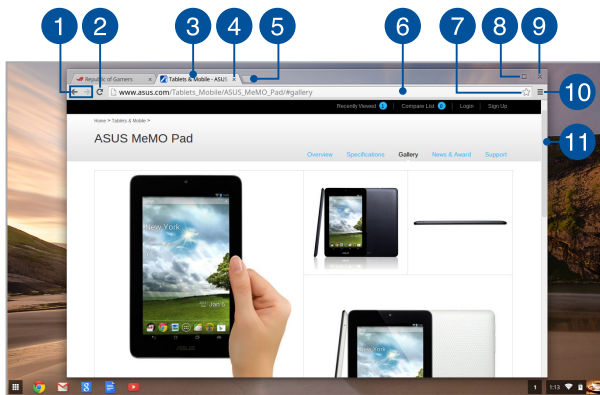 1 2 3 4 5 6 7 8 9
Republic of Gamers × Tablets & Mobile - ASUS ×
www.asus.com/Tablets_Mobile/ASUS_MeMO_Pad/#gallery
10
Recently Viewed 1 Compare List 0 Login Sign Up
Home > Tablets & Mobile >
11
ASUS MeMO Pad
Overview Specifications Gallery News & Award Support
New York
Jan 6
ASUS
1 1:13